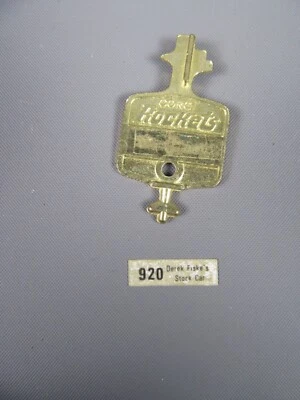 CORGI
ROCKETS
920 Derek Fiske's
Stock Car